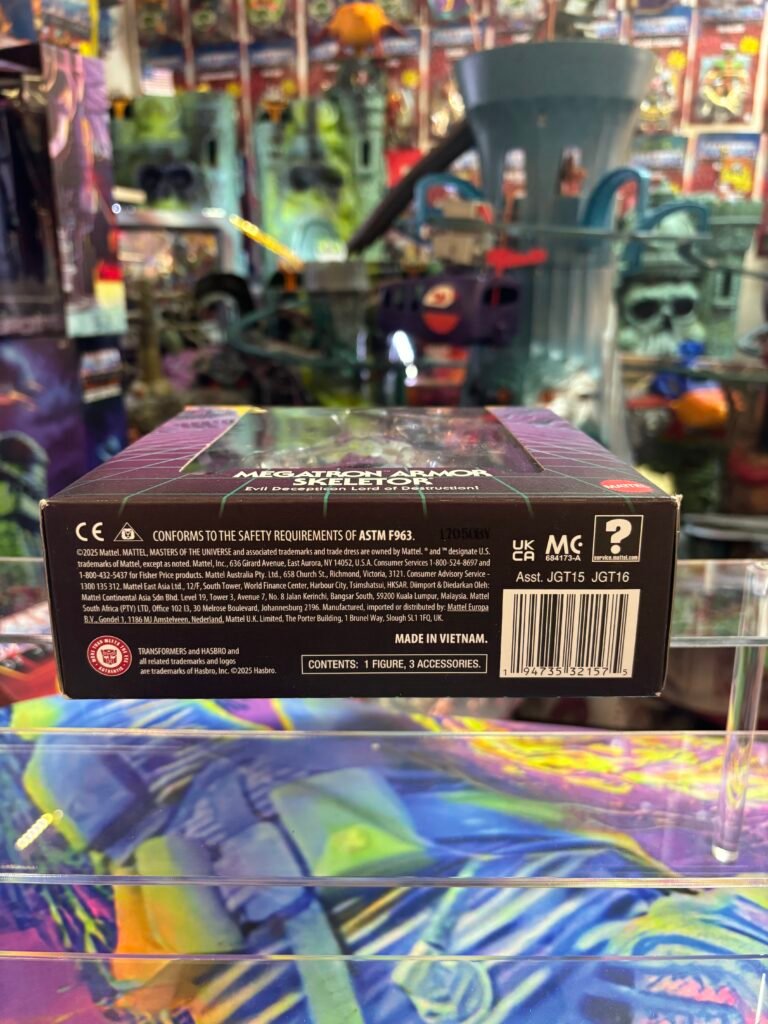 MEGATRON™ ARMOR
SKELETOR®
Evil Decepticon Lord of Destruction!
MATTEL
CE
CONFORMS TO THE SAFETY REQUIREMENTS OF ASTM F963.
©2025 Mattel. MATTEL, MASTERS OF THE UNIVERSE and associated trademarks and trade dress are owned by Mattel. ® and ™ designate U.S.
trademarks of Mattel, except as noted. Mattel, Inc., 636 Girard Avenue, East Aurora, NY 14052, U.S.A. Consumer Services 1-800-524-8697 and
1-800-432-5437 for Fisher Price products. Mattel Australia Pty. Ltd., 658 Church St., Richmond, Victoria, 3121. Consumer Advisory Service -
1300 135 312. Mattel East Asia Ltd., 12/F, South Tower, World Finance Center, Harbour City, Tsimshatsui, HKSAR. Diimport & Diedarkan Oleh:
Mattel Continental Asia Sdn Bhd. Level 19, Tower 3, Avenue 7, No. 8 Jalan Kerinchi, Bangsar South, 59200 Kuala Lumpur, Malaysia. Mattel
South Africa (PTY) LTD, Office 102 I3, 30 Melrose Boulevard, Johannesburg 2196. Manufactured, imported or distributed by: Mattel Europa
B.V., Gondel 1, 1186 MJ Amstelveen, Nederland. Mattel U.K. Limited, The Porter Building, 1 Brunel Way, Slough SL1 1FQ, UK.
MADE IN VIETNAM.
TRANSFORMERS and HASBRO and
all related trademarks and logos
are trademarks of Hasbro, Inc. ©2025 Hasbro.
CONTENTS: 1 FIGURE, 3 ACCESSORIES.
UK
CA
MC
684173-A
?
service.mattel.com
Asst. JGT15 JGT16
1 94735 32157 5